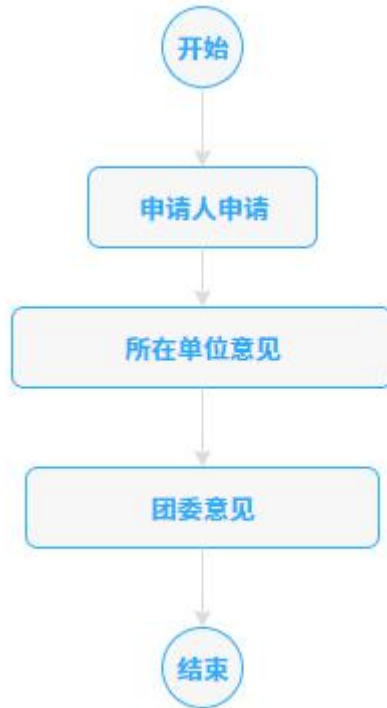 开始
申请人申请
所在单位意见
团委意见
结束